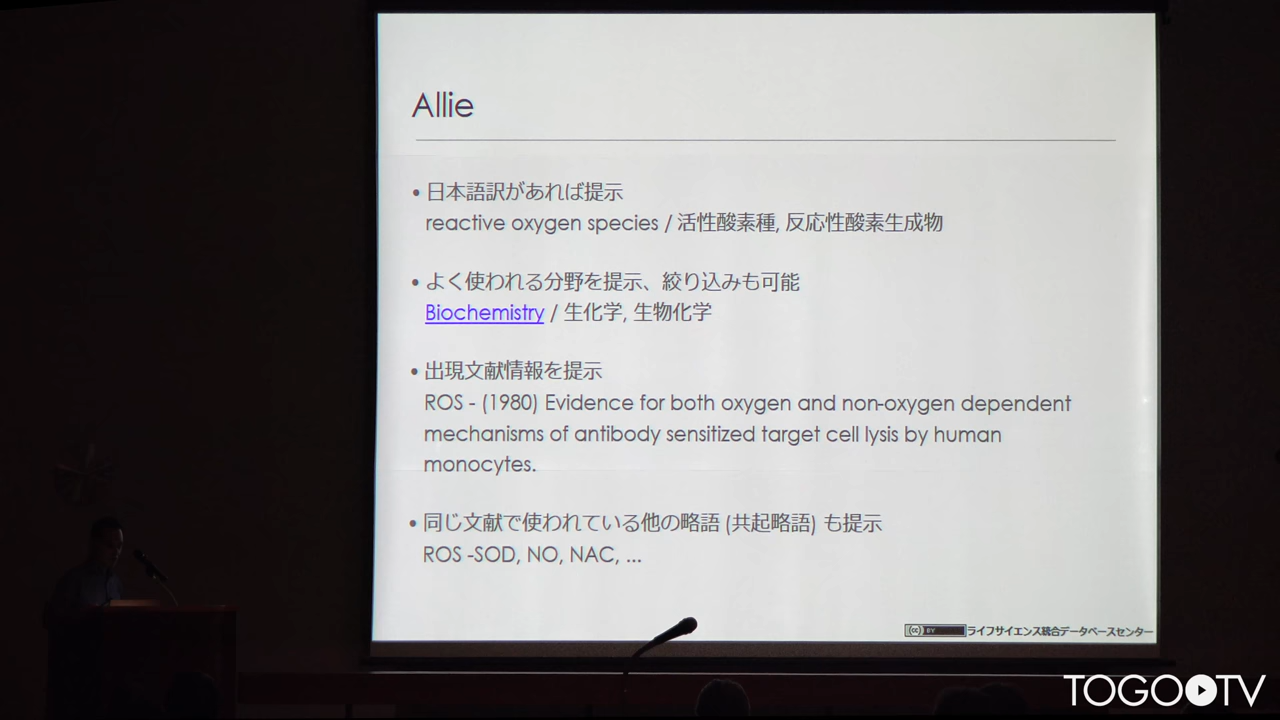 Allie
• 日本語訳があれば提示
reactive oxygen species / 活性酸素種, 反応性酸素生成物
• よく使われる分野を提示、絞り込みも可能
Biochemistry / 生化学, 生物化学
• 出現文献情報を提示
ROS - (1980) Evidence for both oxygen and non-oxygen dependent
mechanisms of antibody sensitized target cell lysis by human
monocytes.
• 同じ文献で使われている他の略語 (共起略語) も提示
ROS -SOD, NO, NAC, ...
(cc) BY ライフサイエンス統合データベースセンター
TOGOTV